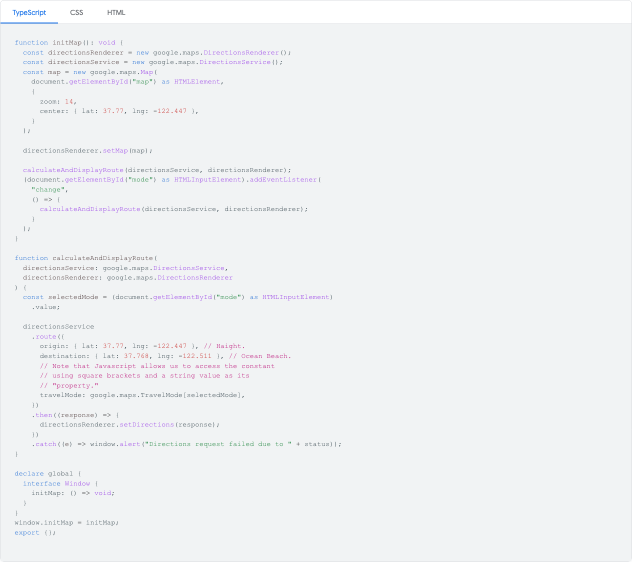 TypeScript CSS HTML
function initMap(): void {
  const directionsRenderer = new google.maps.DirectionsRenderer();
  const directionsService = new google.maps.DirectionsService();
  const map = new google.maps.Map(
    document.getElementById("map") as HTMLElement,
    {
      zoom: 14,
      center: { lat: 37.77, lng: -122.447 },
    }
  );

  directionsRenderer.setMap(map);

  calculateAndDisplayRoute(directionsService, directionsRenderer);
  (document.getElementById("mode") as HTMLInputElement).addEventListener(
    "change",
    () => {
      calculateAndDisplayRoute(directionsService, directionsRenderer);
    }
  );
}

function calculateAndDisplayRoute(
  directionsService: google.maps.DirectionsService,
  directionsRenderer: google.maps.DirectionsRenderer
) {
  const selectedMode = (document.getElementById("mode") as HTMLInputElement)
    .value;

  directionsService
    .route({
      origin: { lat: 37.77, lng: -122.447 }, // Haight.
      destination: { lat: 37.768, lng: -122.511 }, // Ocean Beach.
      // Note that Javascript allows us to access the constant
      // using square brackets and a string value as its
      // "property."
      travelMode: google.maps.TravelMode[selectedMode],
    })
    .then((response) => {
      directionsRenderer.setDirections(response);
    })
    .catch((e) => window.alert("Directions request failed due to " + status));
}

declare global {
  interface Window {
    initMap: () => void;
  }
}
window.initMap = initMap;
export {};